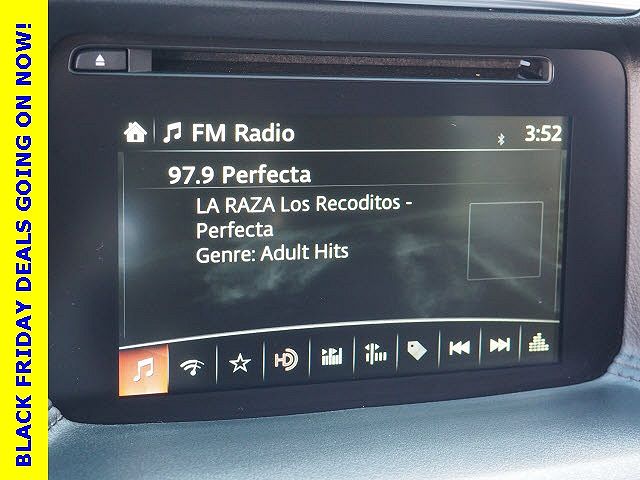 BLACK FRIDAY DEALS GOING ON NOW!
FM Radio
3:52
97.9 Perfecta
LA RAZA Los Recoditos -
Perfecta
Genre: Adult Hits
HD